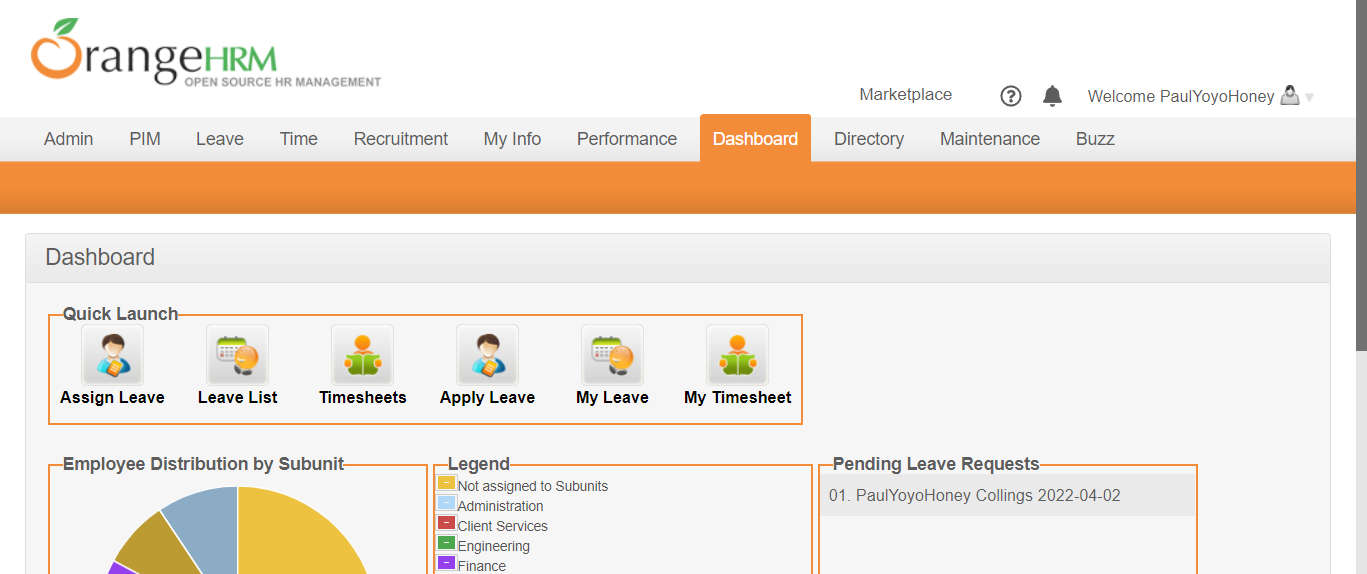 OrangeHRM
OPEN SOURCE HR MANAGEMENT
Marketplace ? Welcome PaulYoyoHoney
Admin PIM Leave Time Recruitment My Info Performance Dashboard Directory Maintenance Buzz
Dashboard
Quick Launch
Assign Leave Leave List Timesheets Apply Leave My Leave My Timesheet
Employee Distribution by Subunit
Legend
Not assigned to Subunits
Administration
Client Services
Engineering
Finance
Pending Leave Requests
01. PaulYoyoHoney Collings 2022-04-02